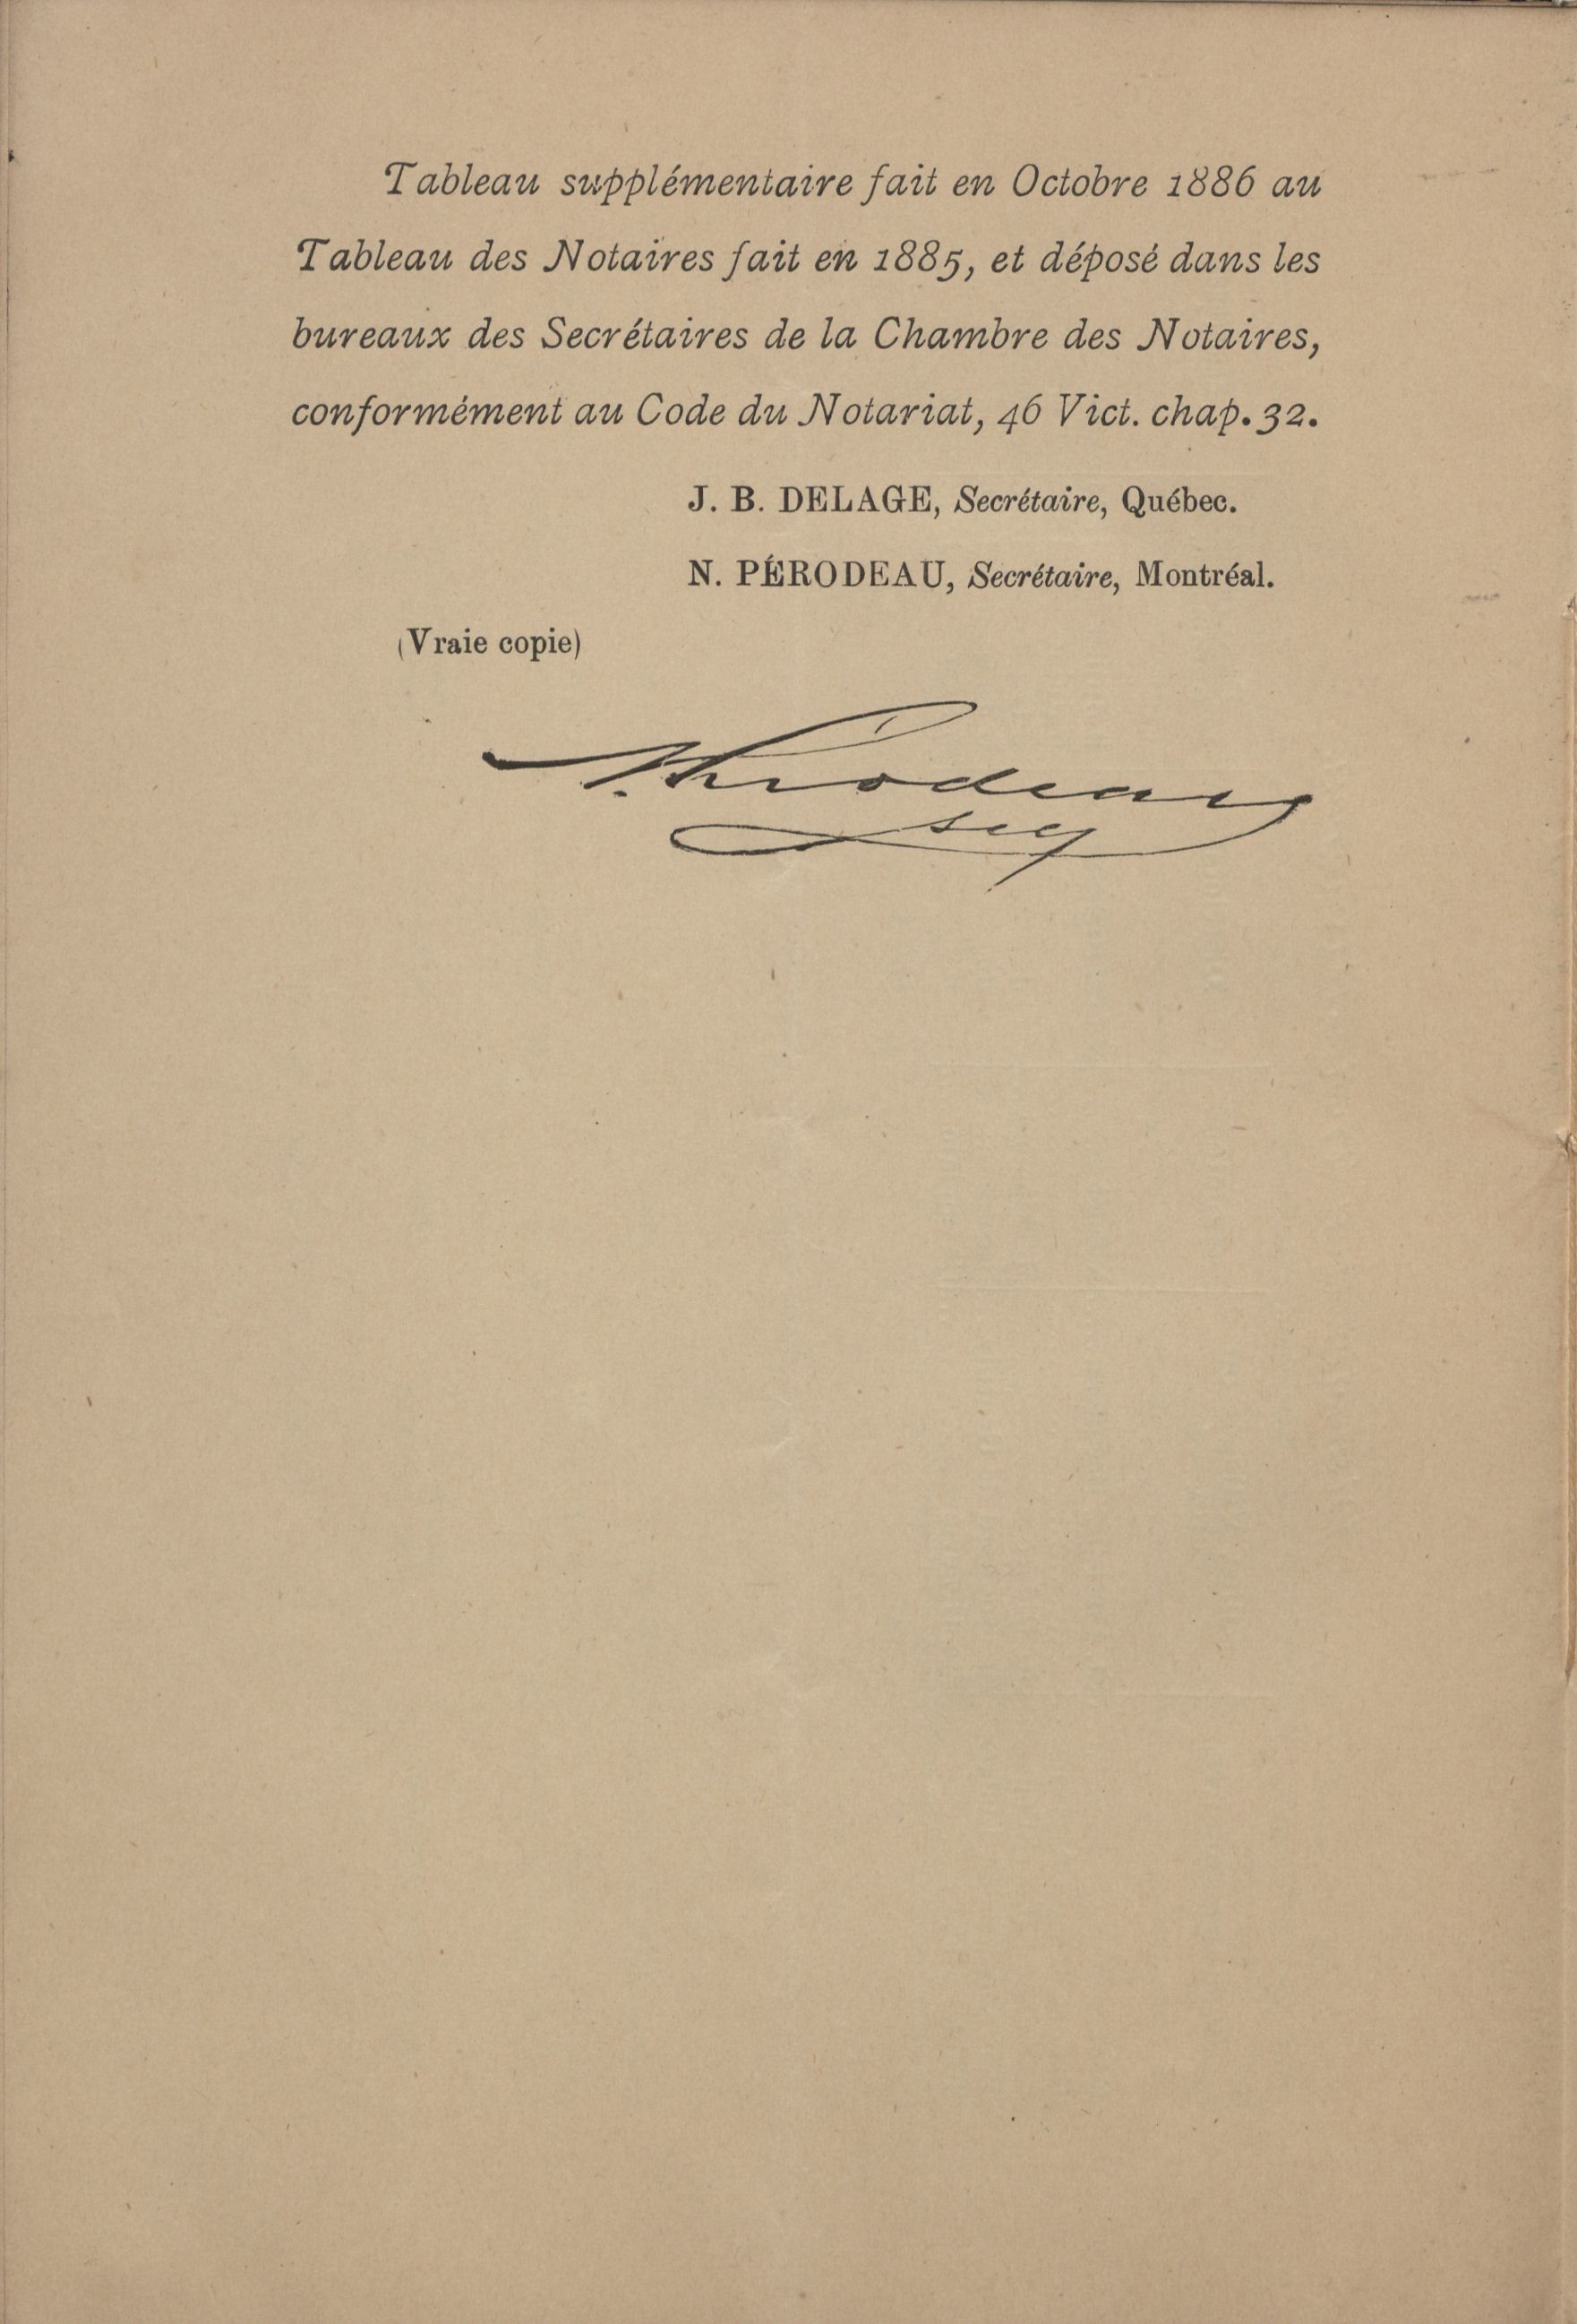 Tableau supplémentaire fait en Octobre 1886 au
Tableau des Notaires fait en 1885, et déposé dans les
bureaux des Secrétaires de la Chambre des Notaires,
conformément au Code du Notariat, 46 Vict. chap. 32.
J. B. DELAGE, Secrétaire, Québec.
N. PÉRODEAU, Secrétaire, Montréal.
(Vraie copie)
N. Perodeau
secy